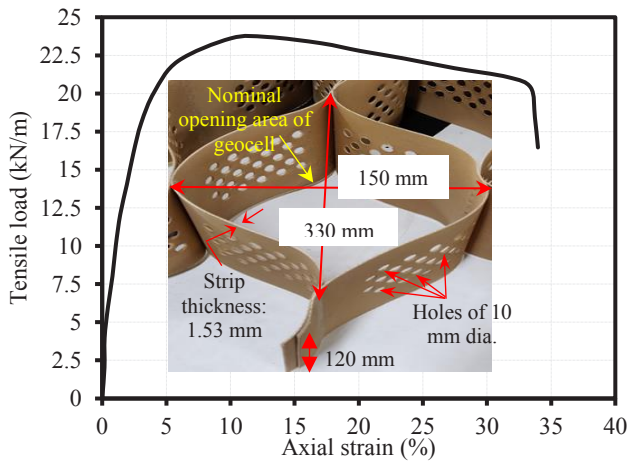 25
22.5
20
17.5
15
12.5
10
7.5
5
2.5
0
Tensile load (kN/m)
Nominal
opening area of
geocell
150 mm
330 mm
Strip
thickness:
1.53 mm
Holes of 10
mm dia.
120 mm
0 5 10 15 20 25 30 35 40
Axial strain (%)